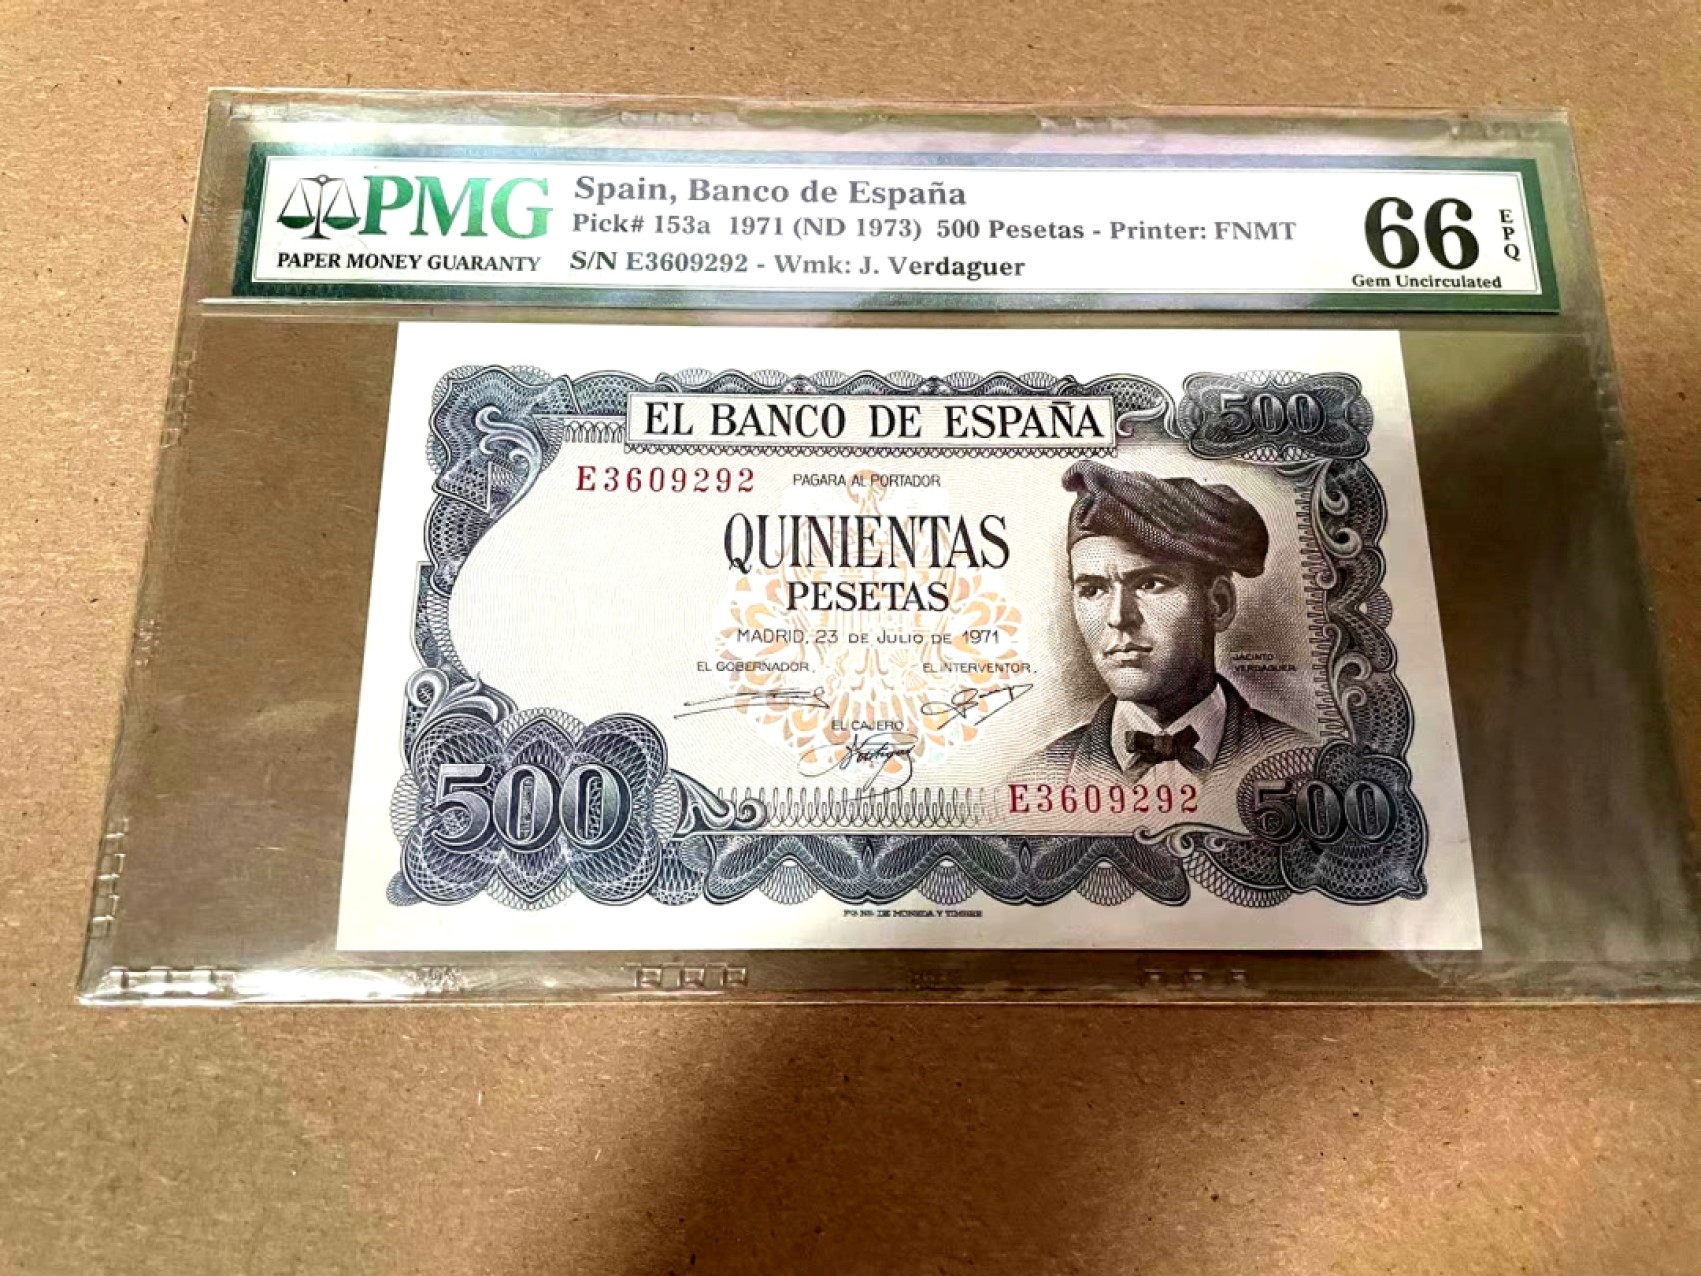 PMG
PAPER MONEY GUARANTY
Spain, Banco de España
Pick# 153a 1971 (ND 1973) 500 Pesetas - Printer: FNMT
S/N E3609292 - Wmk: J. Verdaguer
66
EPQ
Gem Uncirculated
EL BANCO DE ESPAÑA
500
E3609292
PAGARA AL PORTADOR
QUINIENTAS
PESETAS
MADRID, 23 DE JULIO DE 1971
EL GOBERNADOR,
EL INTERVENTOR,
JACINTO
VERDAGUER
EL CAJERO
500
E3609292
500